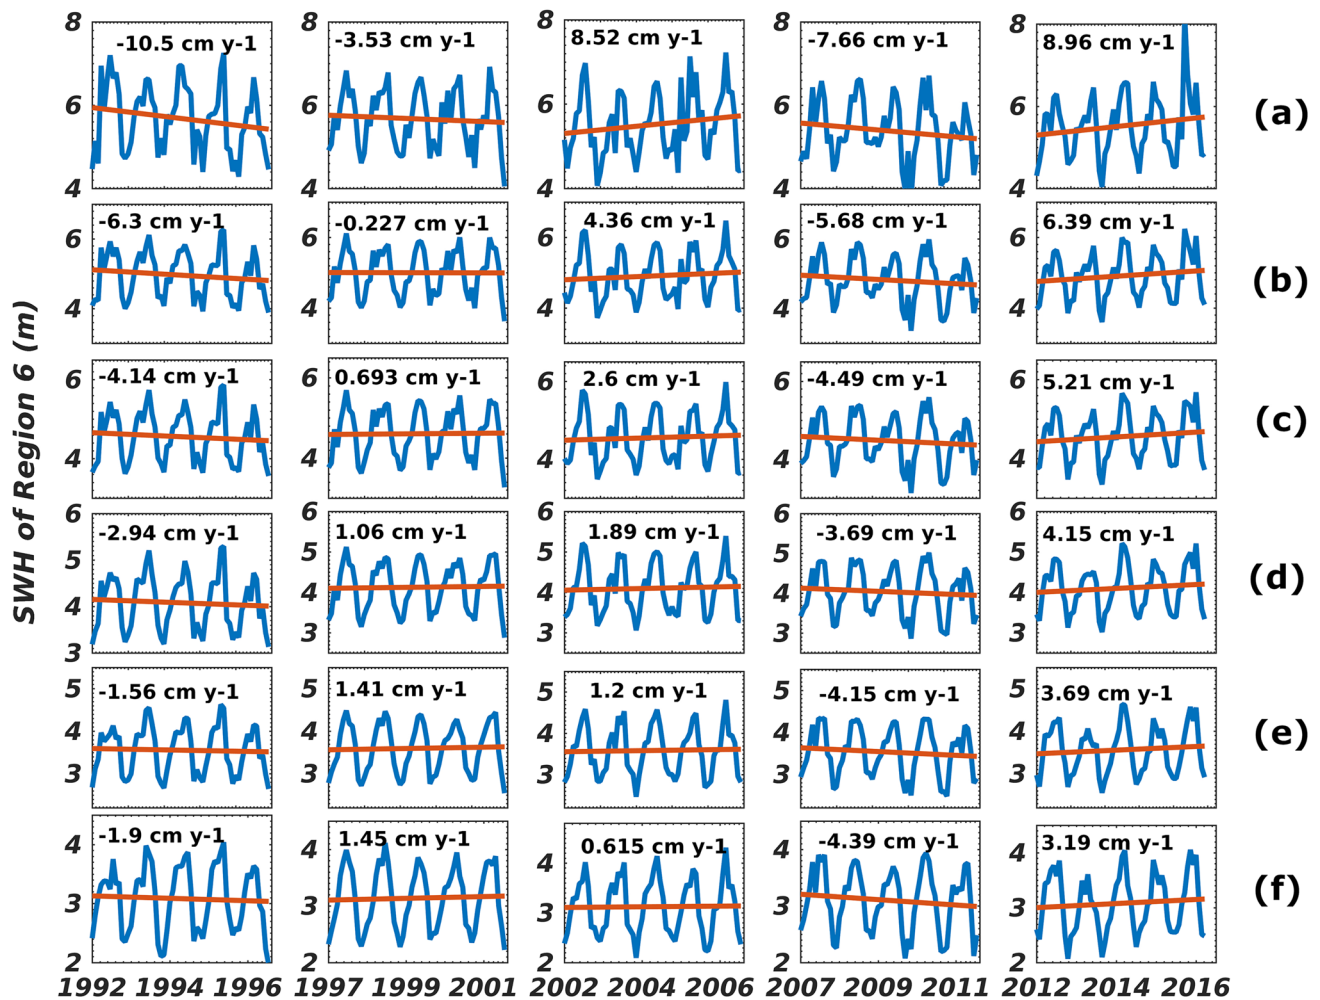 SWH of Region 6 (m)
8 8 8 8 8
-10.5 cm y-1 -3.53 cm y-1 8.52 cm y-1 -7.66 cm y-1 8.96 cm y-1
6 6 6 6 6 (a)
4 4 4 4 4
-6.3 cm y-1 -0.227 cm y-1 4.36 cm y-1 -5.68 cm y-1 6.39 cm y-1
6 6 6 6 6
4 4 4 4 4 (b)
-4.14 cm y-1 0.693 cm y-1 2.6 cm y-1 -4.49 cm y-1 5.21 cm y-1
6 6 6 6 6
4 4 4 4 4 (c)
6 6 6 6 6
-2.94 cm y-1 1.06 cm y-1 1.89 cm y-1 -3.69 cm y-1 4.15 cm y-1
5 5 5 5 5
4 4 4 4 4 (d)
3 3 3 3 3
5 5 5 5 5
-1.56 cm y-1 1.41 cm y-1 1.2 cm y-1 -4.15 cm y-1 3.69 cm y-1
4 4 4 4 4 (e)
3 3 3 3 3
-1.9 cm y-1 1.45 cm y-1 0.615 cm y-1 -4.39 cm y-1 3.19 cm y-1
4 4 4 4 4
3 3 3 3 3 (f)
2 2 2 2 2
1992 1994 1996 1997 1999 2001 2002 2004 2006 2007 2009 2011 2012 2014 2016